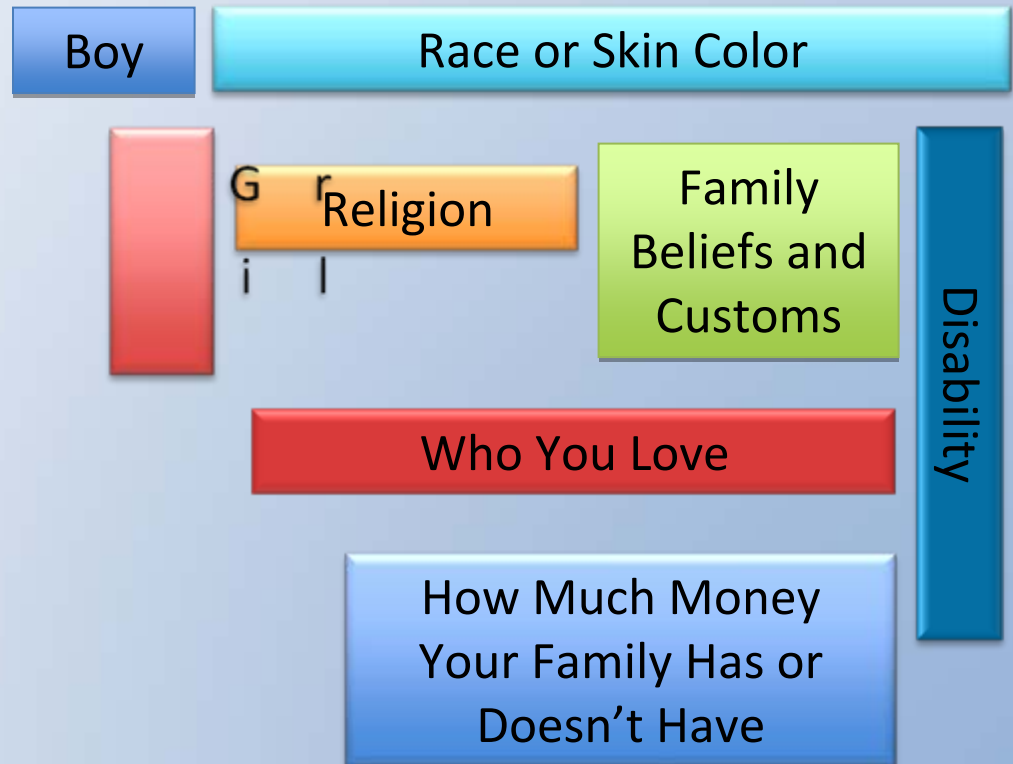 Boy
Race or Skin Color
G r
i l
Religion
Family
Beliefs and
Customs
Disability
Who You Love
How Much Money
Your Family Has or
Doesn’t Have